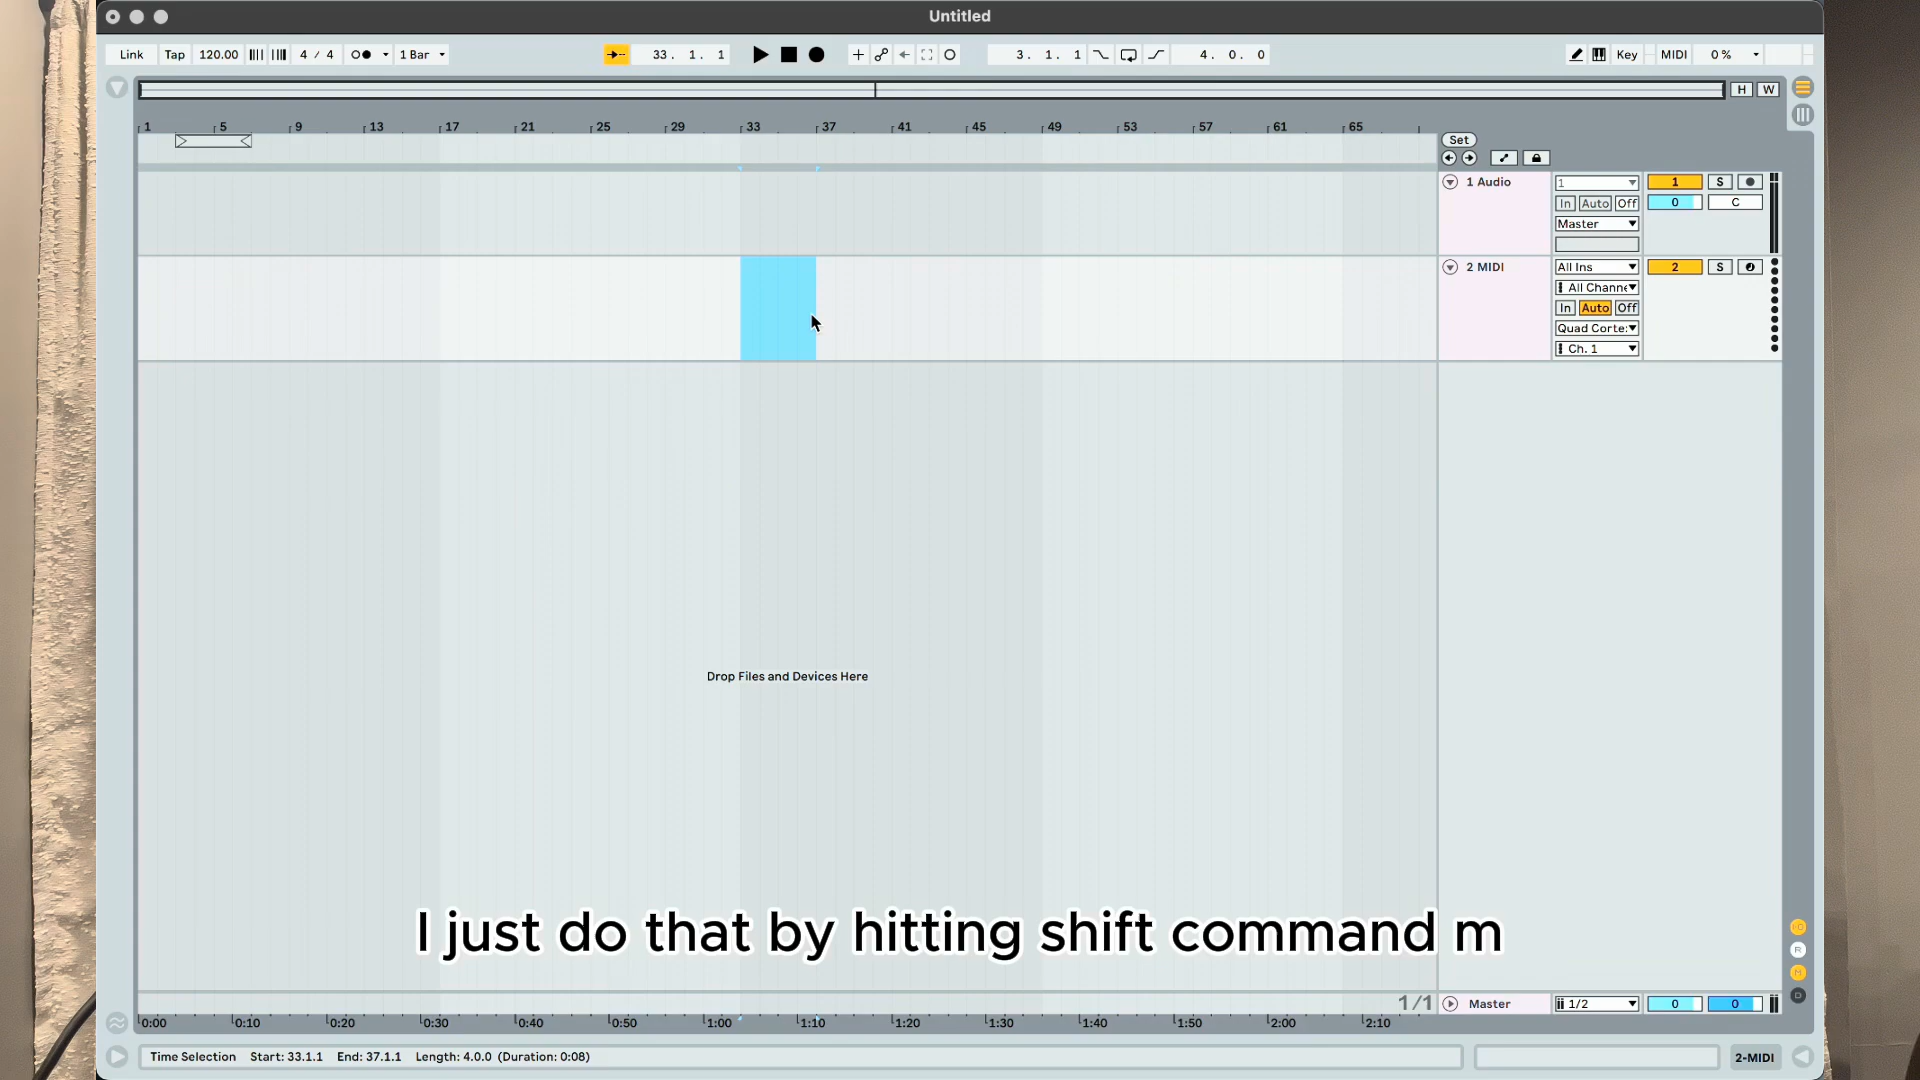 Untitled
Link Tap 120.00 4 / 4 1 Bar 33. 1. 1 3. 1. 1 4. 0. 0 Key MIDI 0 %
H W
1 5 9 13 17 21 25 29 33 37 41 45 49 53 57 61 65
Set
1 Audio 1 1 S
In Auto Off 0 C
Master
2 MIDI All Ins 2 S
All Channe
In Auto Off
Quad Corte:
Ch. 1
Drop Files and Devices Here
I just do that by hitting shift command m
R
M
D
1/1 Master 1/2 0 0
0:00 0:10 0:20 0:30 0:40 0:50 1:00 1:10 1:20 1:30 1:40 1:50 2:00 2:10
Time Selection Start: 33.1.1 End: 37.1.1 Length: 4.0.0 (Duration: 0:08) 2-MIDI